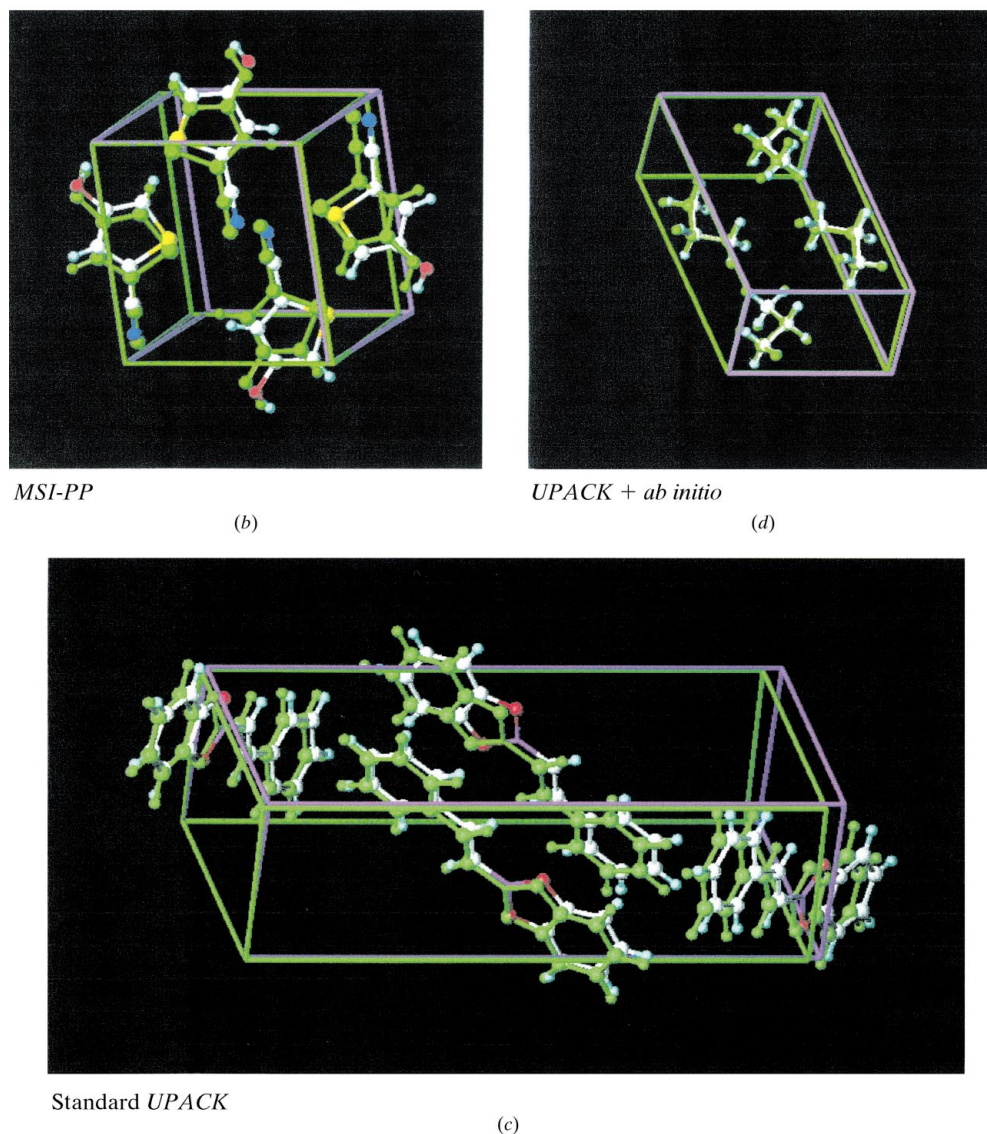 MSI-PP
(b)
UPACK + ab initio
(d)
Standard UPACK
(c)